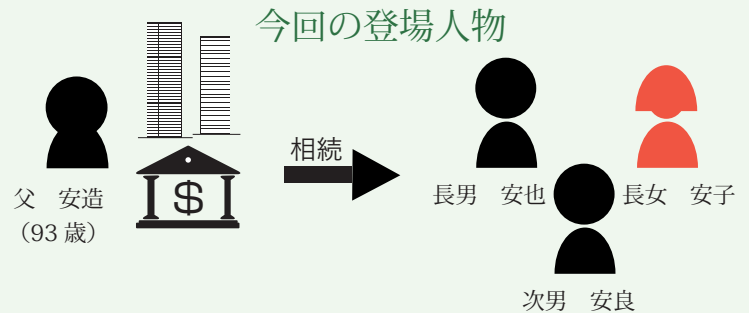 今回の登場人物
相続
父　安造
（93 歳）
$
長男　安也
長女　安子
次男　安良